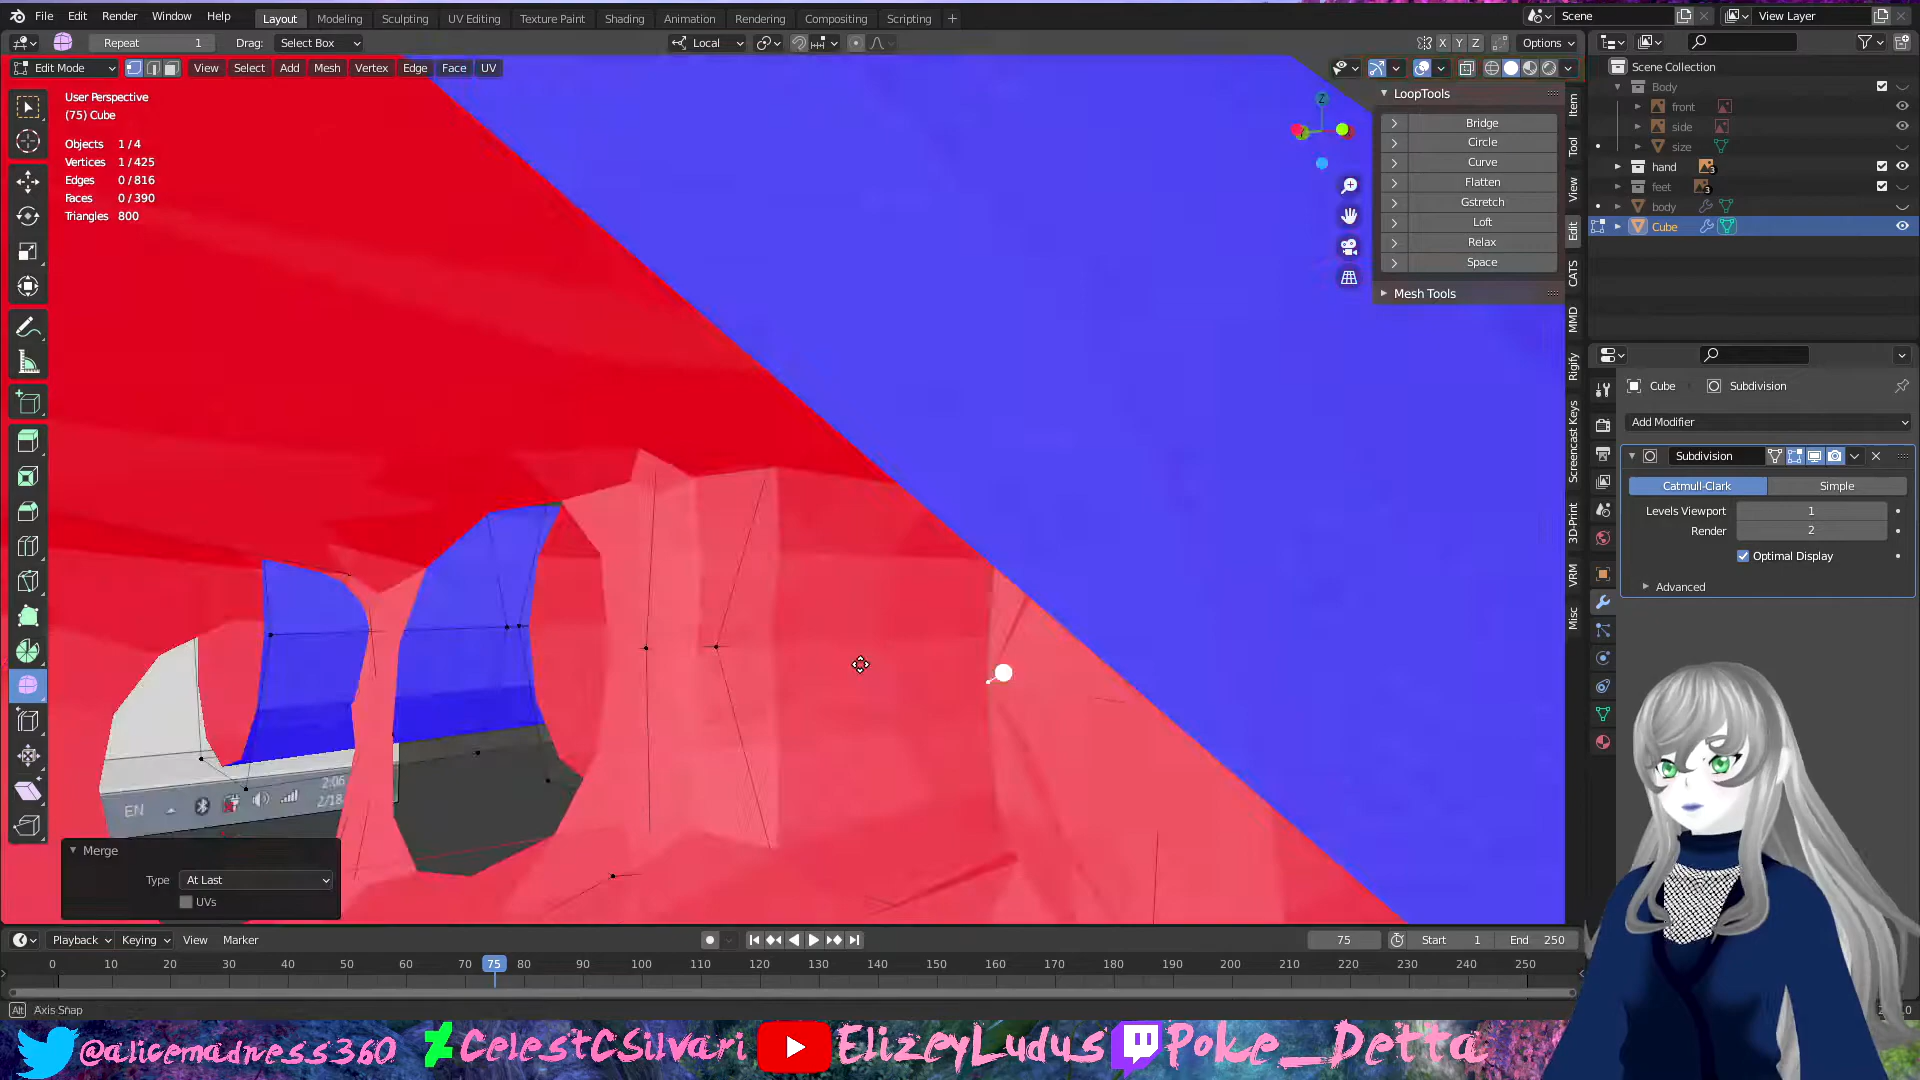 File Edit Render Window Help
Layout Modeling Sculpting UV Editing Texture Paint Shading Animation Rendering Compositing Scripting +
Scene
View Layer
Repeat 1
Drag: Select Box
Local
X Y Z
Options
Edit Mode
View Select Add Mesh Vertex Edge Face UV
User Perspective
(75) Cube
Objects 1/4
Vertices 1/425
Edges 0/816
Faces 0/390
Triangles 800
LoopTools
Bridge
Circle
Curve
Flatten
Gstretch
Loft
Relax
Space
Mesh Tools
Item
Tool
View
Edit
CATS
MMD
Rigify
Screencast Keys
3D-Print
VRM
Misc
Z
Scene Collection
Body
front
side
size
hand
3
feet
3
body
Cube
Cube Subdivision
Add Modifier
Subdivision
Catmull-Clark Simple
Levels Viewport 1
Render 2
Optimal Display
Advanced
EN
2:06
2/18
Merge
Type At Last
UVs
Playback Keying View Marker
75
Start 1
End 250
0 10 20 30 40 50 60 70 75 80 90 100 110 120 130 140 150 160 170 180 190 200 210 220 230 240 250
Alt Axis Snap
@alicemadness360 CelestCSilvari ElizeyLudus Poke_Detta